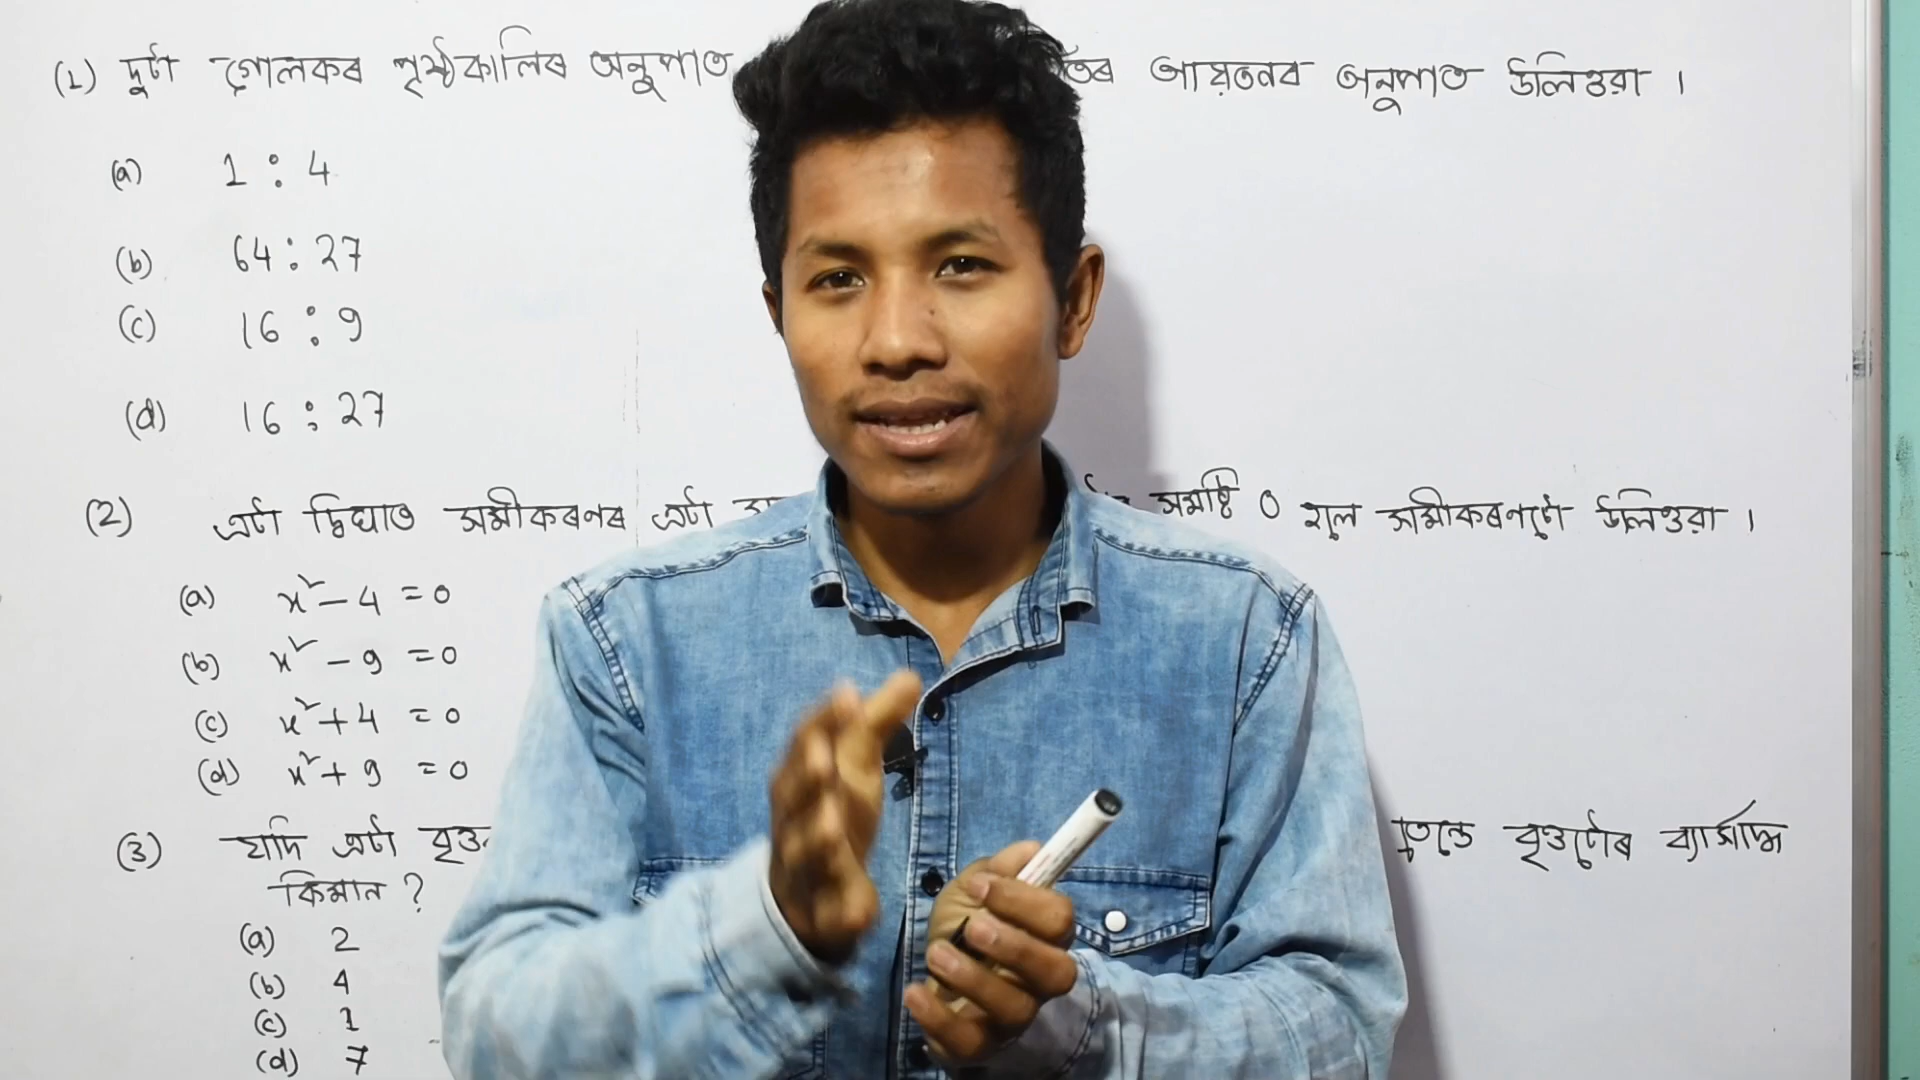 (1) দুটা গোলকৰ পৃষ্ঠকালিৰ অনুপাত আয়তনৰ অনুপাত উলিওৱা ।
(a) 1 : 4
(b) 64 : 27
(c) 16 : 9
(d) 16 : 27
(2) এটা দ্বিঘাত সমীকৰণৰ এটা সমষ্টি 0 হলে সমীকৰণটো উলিওৱা ।
(a) x² - 4 = 0
(b) x² - 9 = 0
(c) x² + 4 = 0
(d) x² + 9 = 0
(3) যদি এটা বৃত্তটোৰ ব্যাসাৰ্দ্ধ
কিমান ?
(a) 2
(b) 4
(c) 1
(d) 7